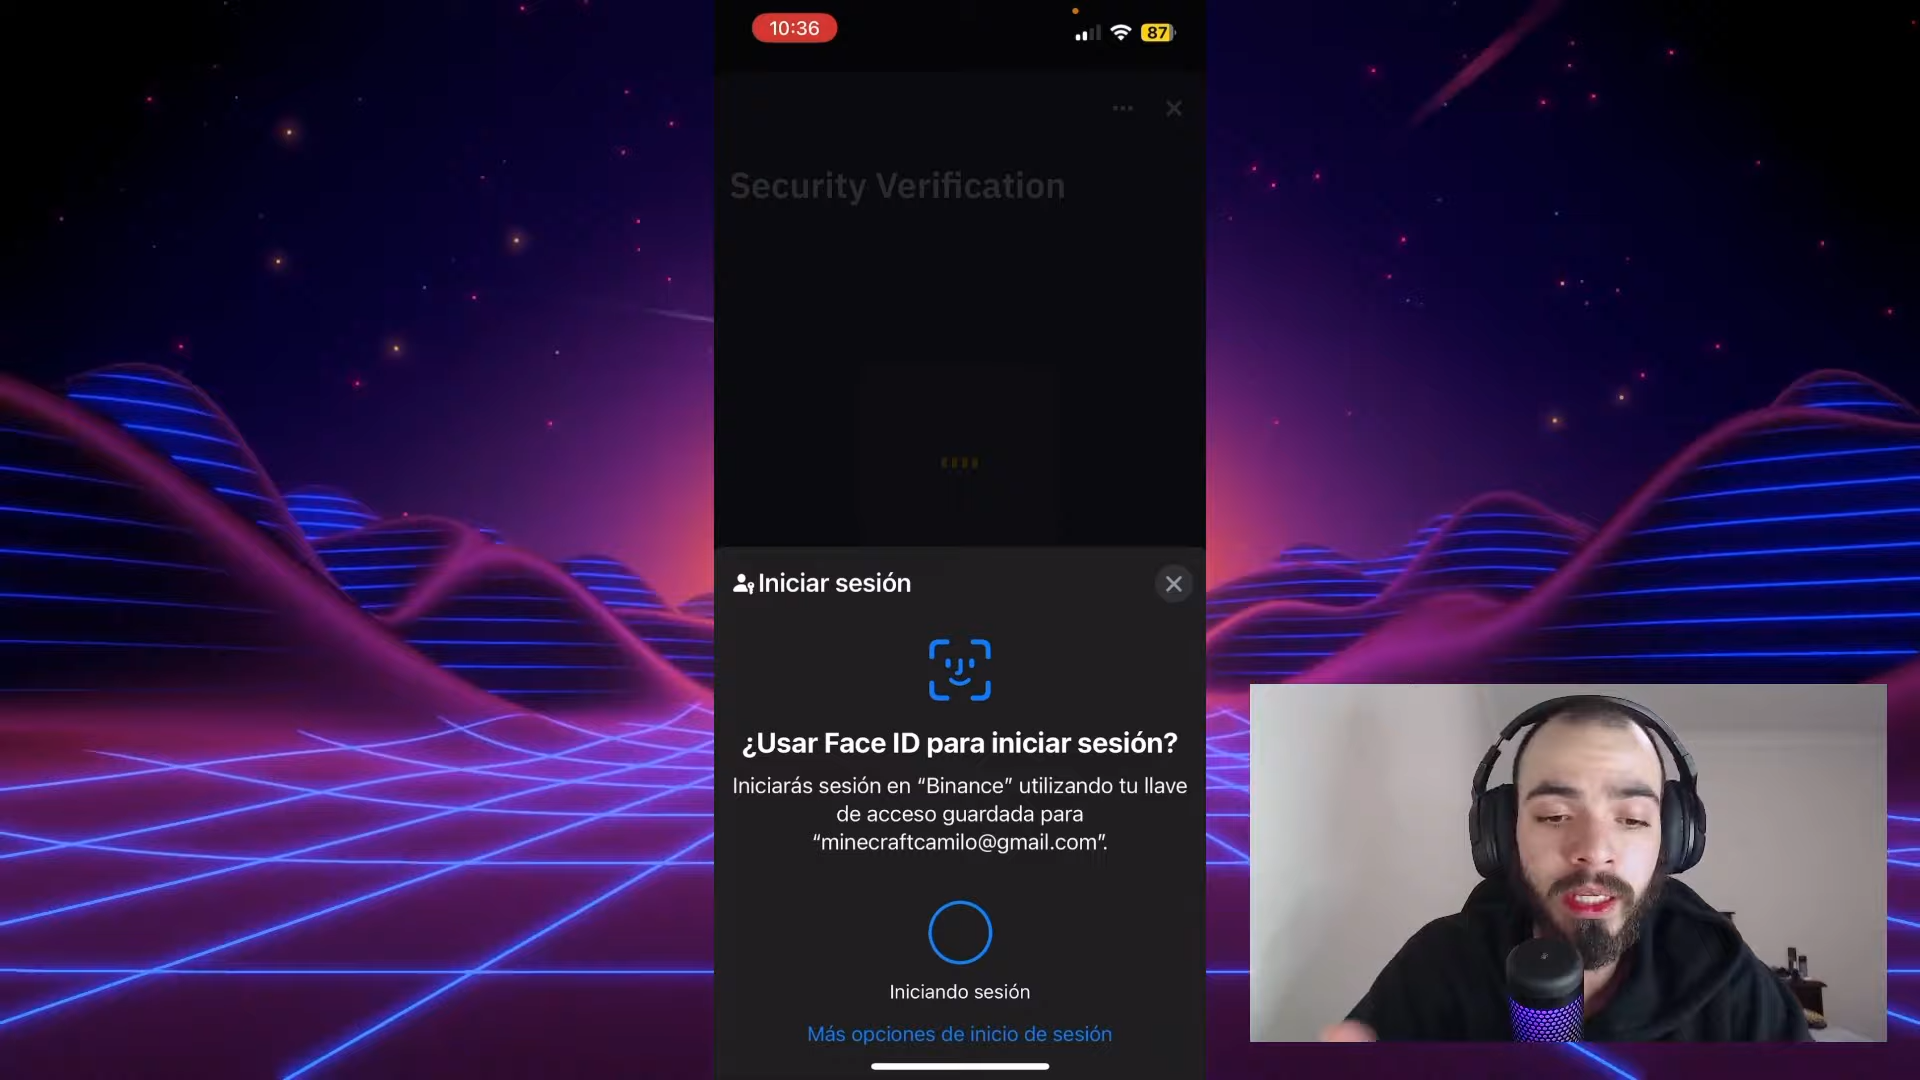 10:36
87
Security Verification
Iniciar sesión
¿Usar Face ID para iniciar sesión?
Iniciarás sesión en “Binance” utilizando tu llave
de acceso guardada para
“minecraftcamilo@gmail.com”.
Iniciando sesión
Más opciones de inicio de sesión